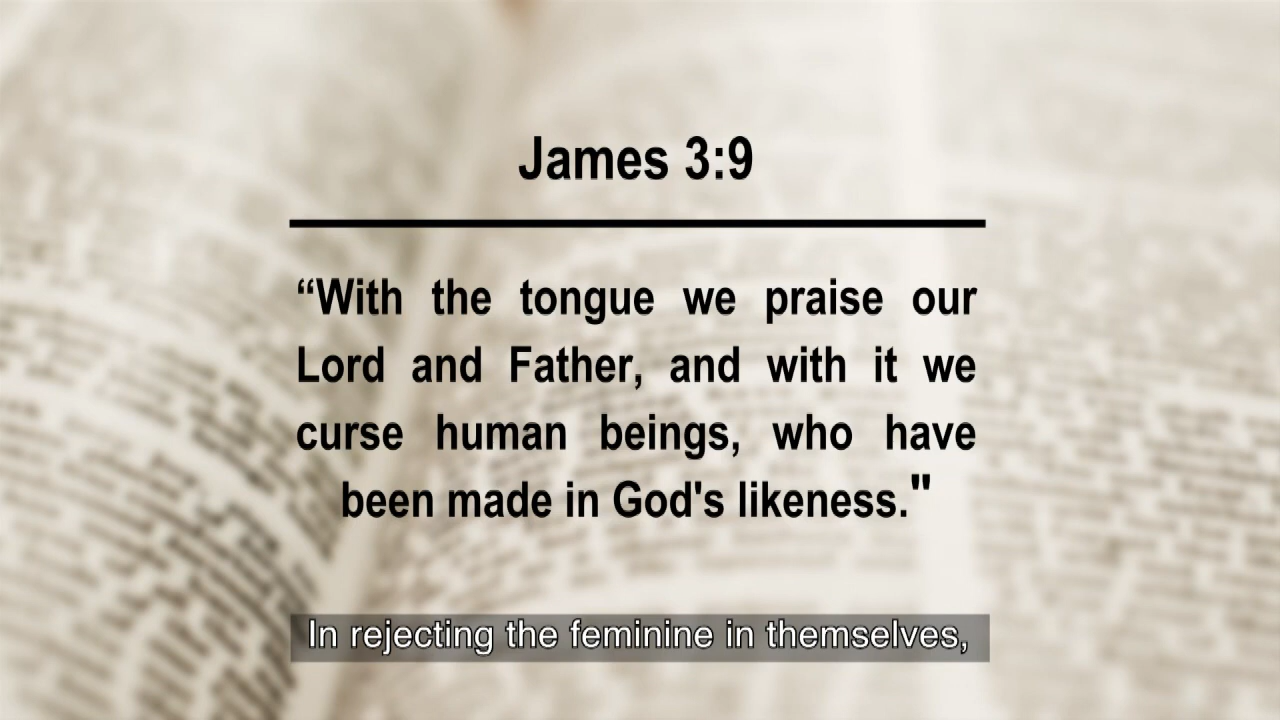 James 3:9
“With the tongue we praise our
Lord and Father, and with it we
curse human beings, who have
been made in God's likeness."
In rejecting the feminine in themselves,